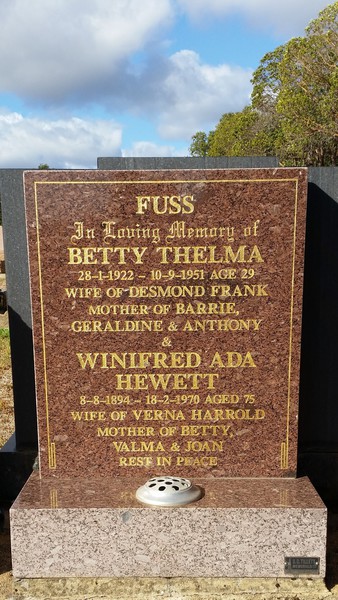 FUSS
In Loving Memory of
BETTY THELMA
28-1-1922 - 10-9-1951 AGE 29
WIFE OF DESMOND FRANK
MOTHER OF BARRIE,
GERALDINE & ANTHONY
&
WINIFRED ADA
HEWETT
8-8-1894 - 18-2-1970 AGED 75
WIFE OF VERNA HARROLD
MOTHER OF BETTY,
VALMA & JOAN
REST IN PEACE